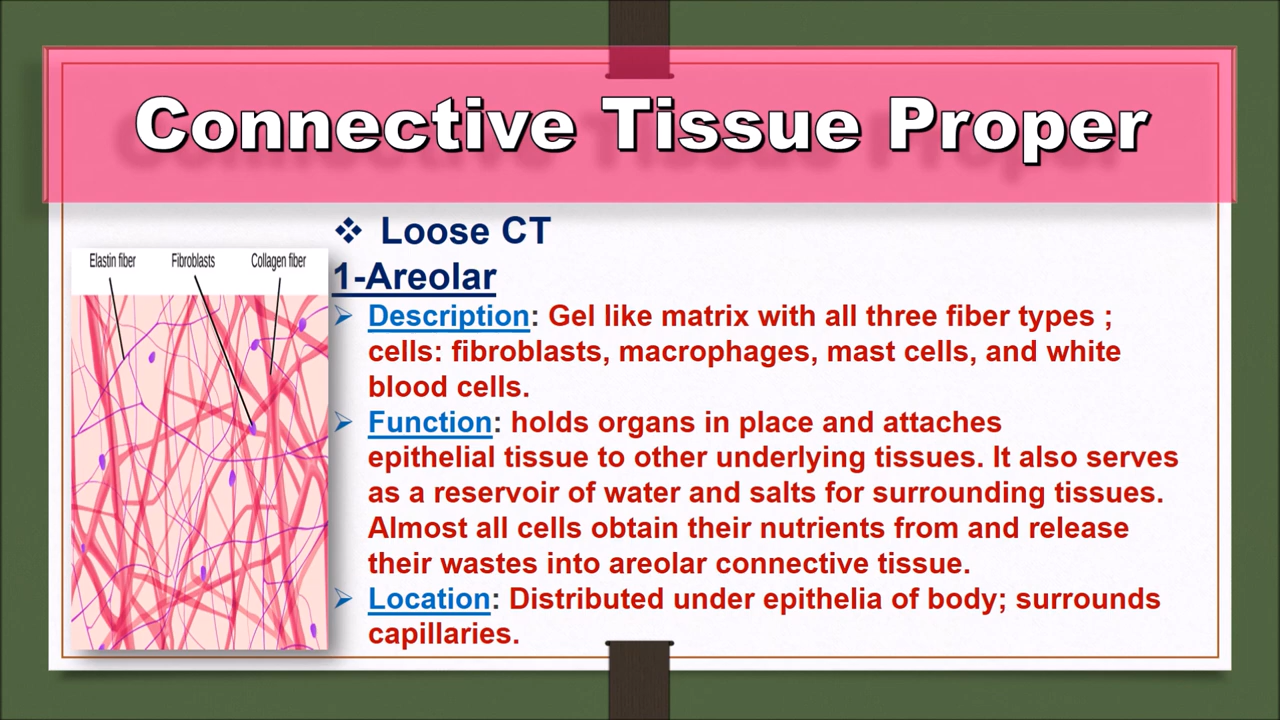 Connective Tissue Proper
❖ Loose CT
1-Areolar
Elastin fiber Fibroblasts Collagen fiber
➢ Description: Gel like matrix with all three fiber types ;
cells: fibroblasts, macrophages, mast cells, and white
blood cells.
➢ Function: holds organs in place and attaches
epithelial tissue to other underlying tissues. It also serves
as a reservoir of water and salts for surrounding tissues.
Almost all cells obtain their nutrients from and release
their wastes into areolar connective tissue.
➢ Location: Distributed under epithelia of body; surrounds
capillaries.